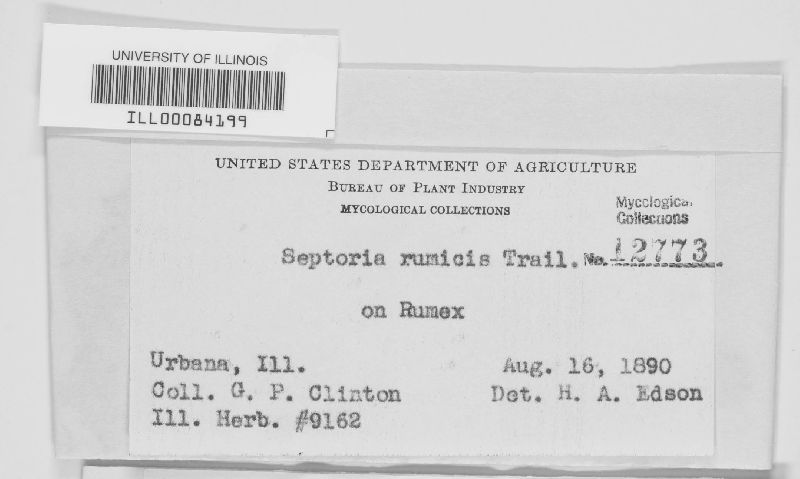 UNIVERSITY OF ILLINOIS
ILL00084199
UNITED STATES DEPARTMENT OF AGRICULTURE
BUREAU OF PLANT INDUSTRY
MYCOLOGICAL COLLECTIONS
Mycological
Collections
Septoria rumicis Trail. No. 12773
on Rumex
Urbana, Ill. Aug. 16, 1890
Coll. G. P. Clinton Det. H. A. Edson
Ill. Herb. #9162